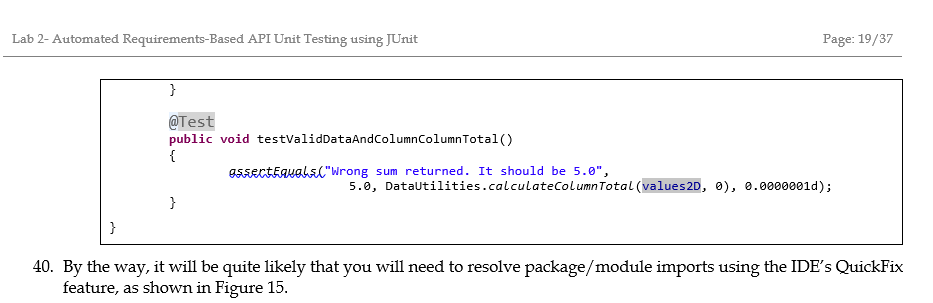 Lab 2- Automated Requirements-Based API Unit Testing using JUnit Page: 19/37
}
@Test
public void testValidDataAndColumnColumnTotal()
{
assertEquals("Wrong sum returned. It should be 5.0",
5.0, DataUtilities.calculateColumnTotal(values2D, 0), 0.0000001d);
}
}
40. By the way, it will be quite likely that you will need to resolve package/module imports using the IDE's QuickFix
feature, as shown in Figure 15.